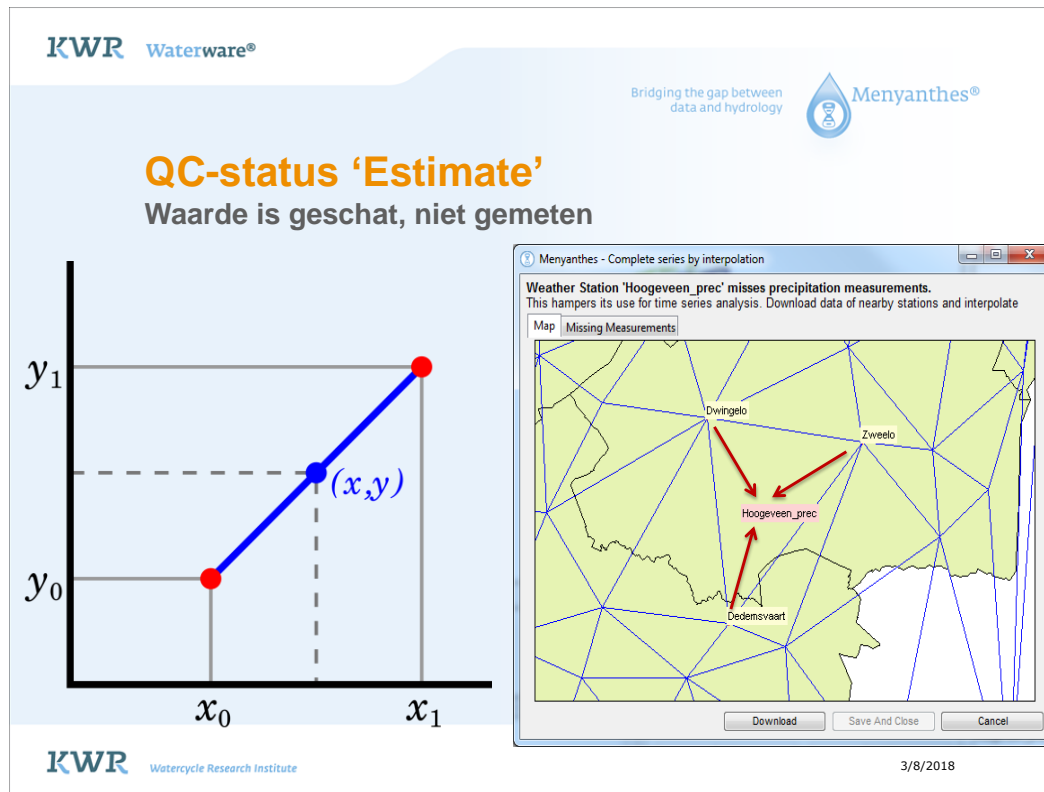 KWR Waterware®
Bridging the gap between
data and hydrology
Menyanthes®
QC-status ‘Estimate’
Waarde is geschat, niet gemeten
y1
(x,y)
y0
x0
x1
Menyanthes - Complete series by interpolation
Weather Station 'Hoogeveen_prec' misses precipitation measurements.
This hampers its use for time series analysis. Download data of nearby stations and interpolate
Map Missing Measurements
Dwingelo
Zweelo
Hoogeveen_prec
Dedemsvaart
Download Save And Close Cancel
KWR Watercycle Research Institute
3/8/2018